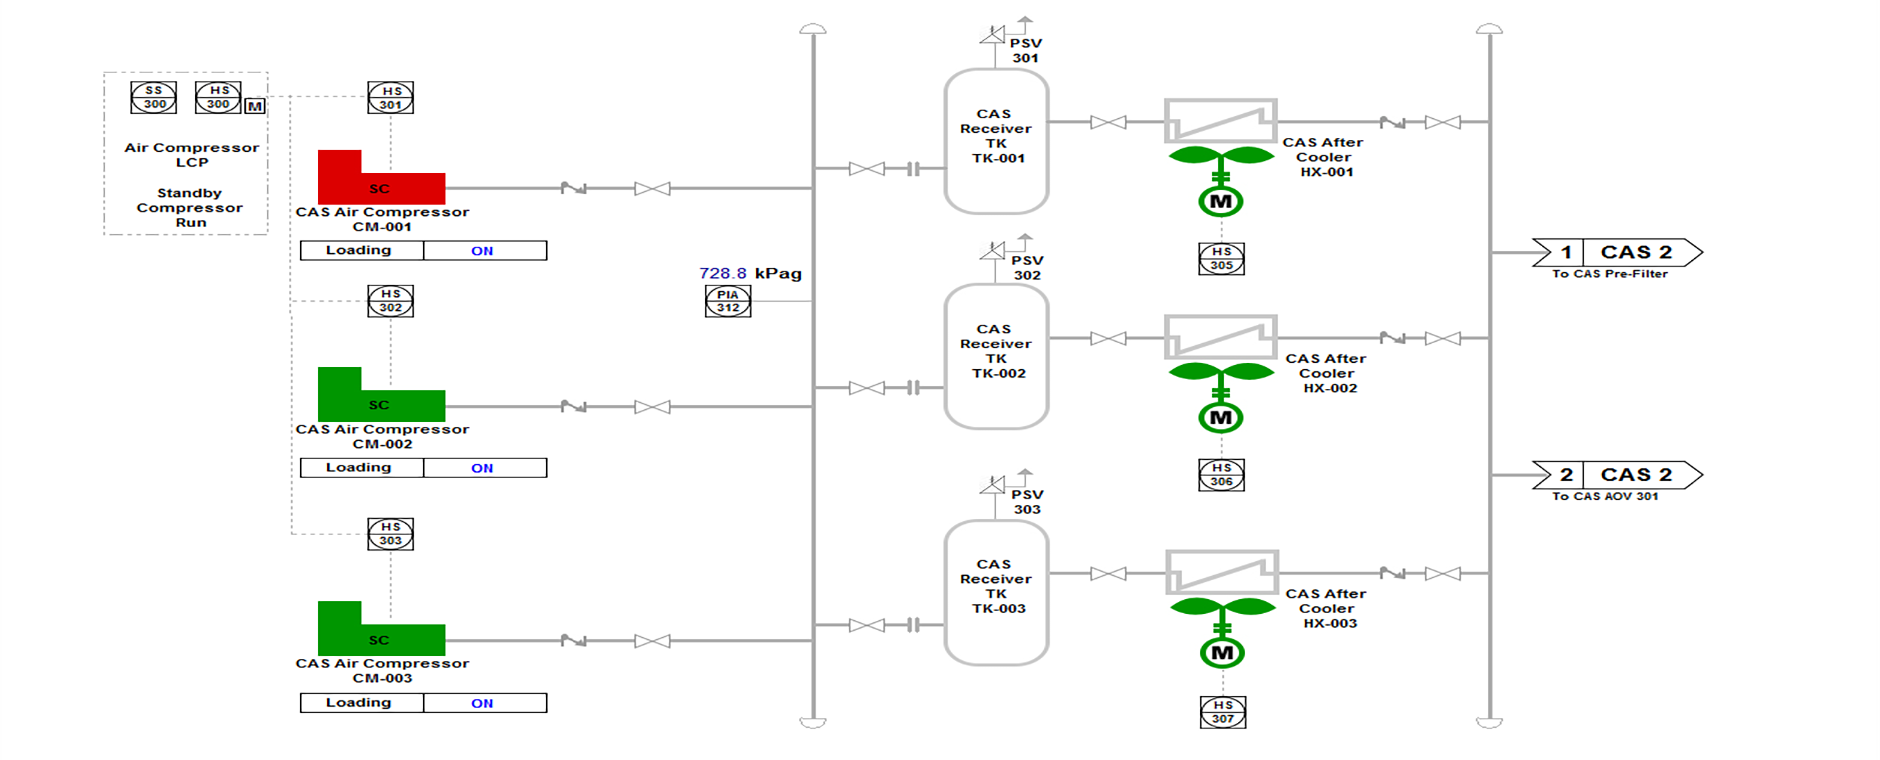 SS
300
HS
300
M
Air Compressor
LCP
Standby
Compressor
Run
HS
301
SC
CAS Air Compressor
CM-001
Loading ON
HS
302
SC
CAS Air Compressor
CM-002
Loading ON
HS
303
SC
CAS Air Compressor
CM-003
Loading ON
728.8 kPag
PIA
312
PSV
301
CAS
Receiver
TK
TK-001
PSV
302
CAS
Receiver
TK
TK-002
PSV
303
CAS
Receiver
TK
TK-003
CAS After
Cooler
HX-001
M
HS
305
CAS After
Cooler
HX-002
M
HS
306
CAS After
Cooler
HX-003
M
HS
307
1 CAS 2
To CAS Pre-Filter
2 CAS 2
To CAS AOV 301